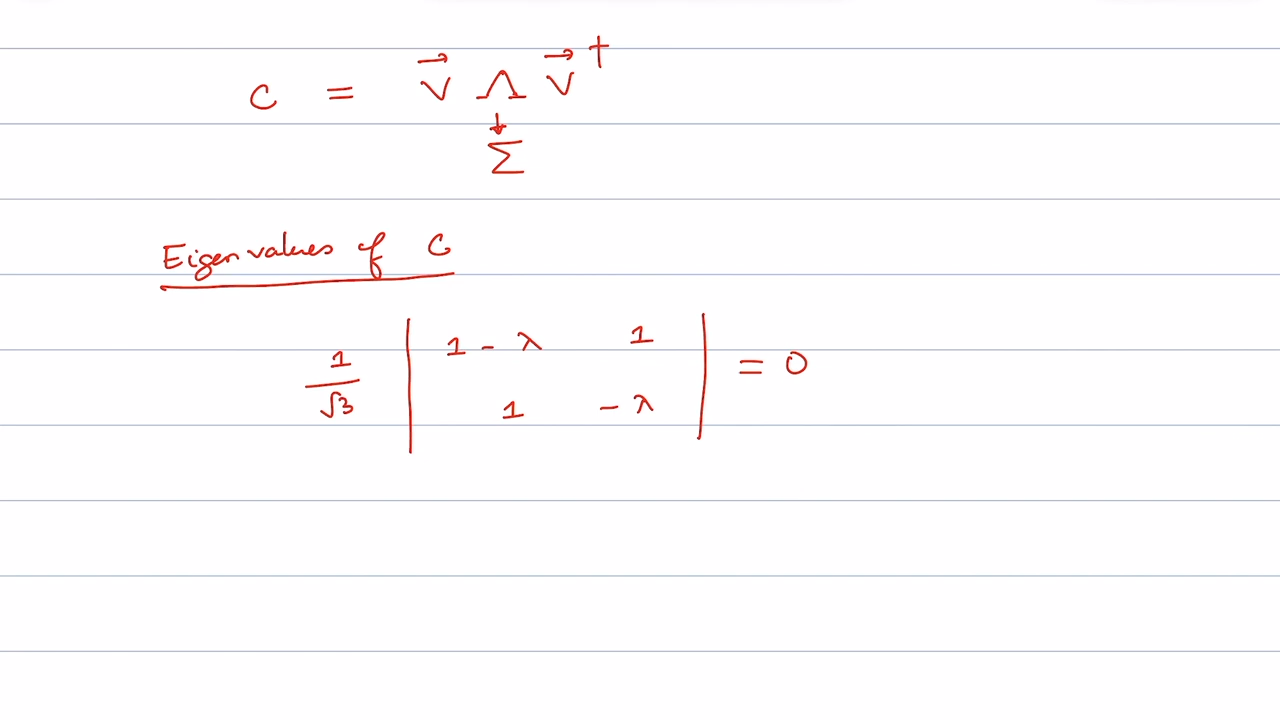 C = v⃗ Λ v⃗ †
↓
Σ
Eigenvalues of C
1/√3 | 1 - λ 1 | = 0
| 1 - λ |